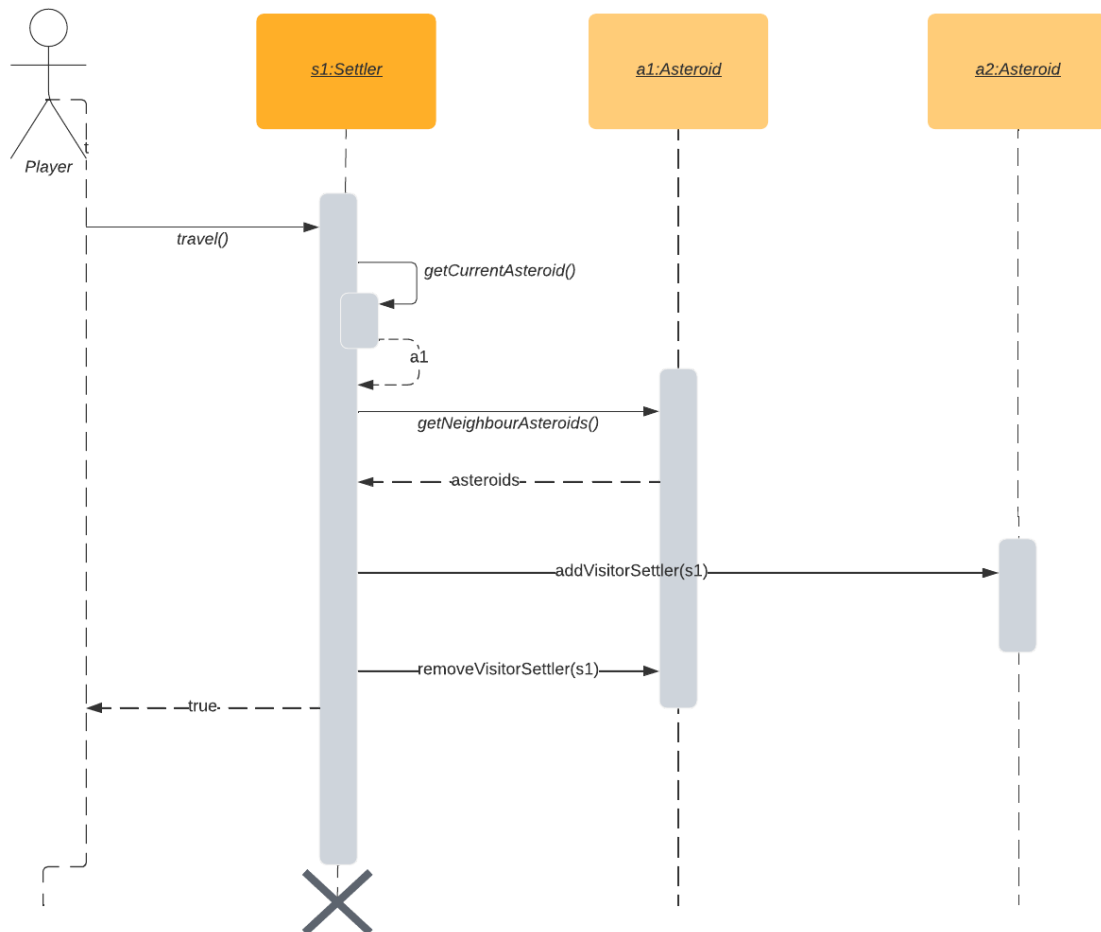 s1:Settler
a1:Asteroid
a2:Asteroid
t
Player
travel()
getCurrentAsteroid()
a1
getNeighbourAsteroids()
asteroids
addVisitorSettler(s1)
removeVisitorSettler(s1)
true